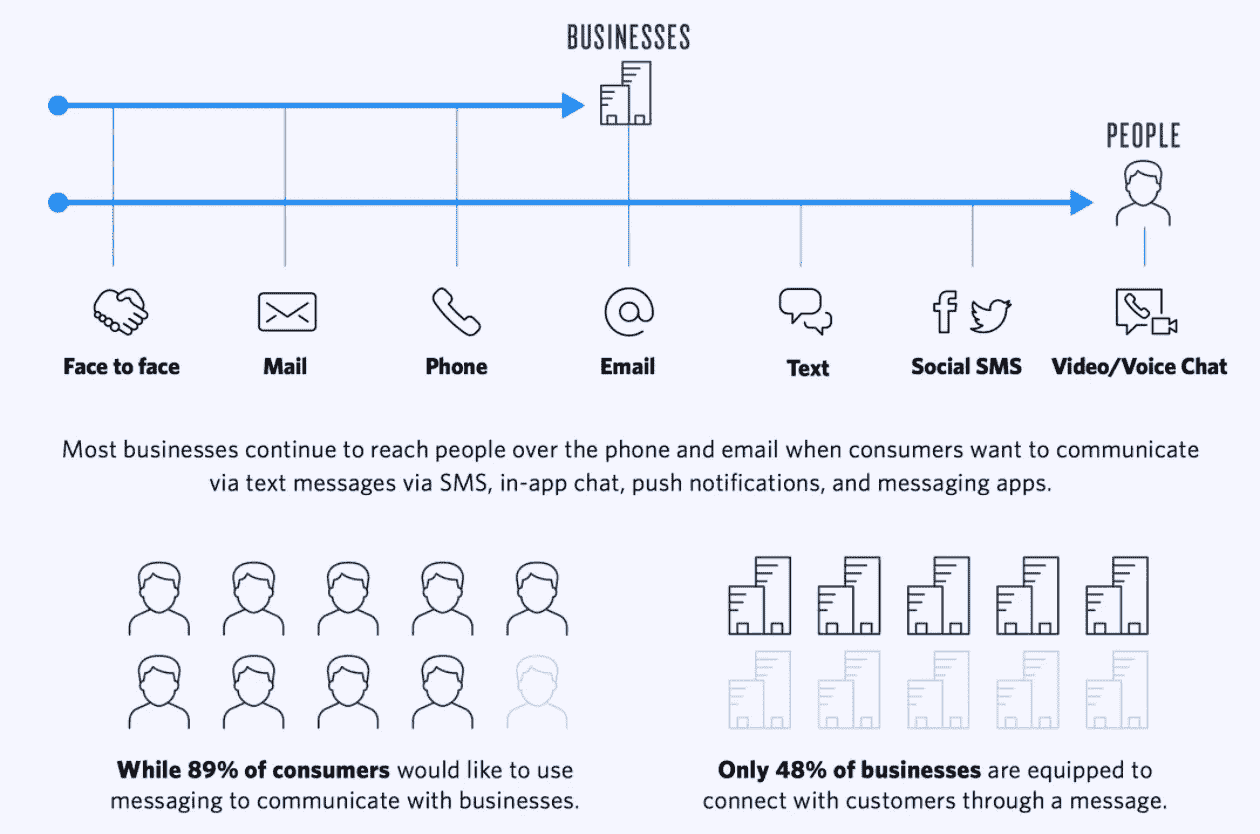 BUSINESSES
PEOPLE
Face to face
Mail
Phone
Email
Text
Social SMS
Video/Voice Chat
Most businesses continue to reach people over the phone and email when consumers want to communicate
via text messages via SMS, in-app chat, push notifications, and messaging apps.
While 89% of consumers would like to use
messaging to communicate with businesses.
Only 48% of businesses are equipped to
connect with customers through a message.